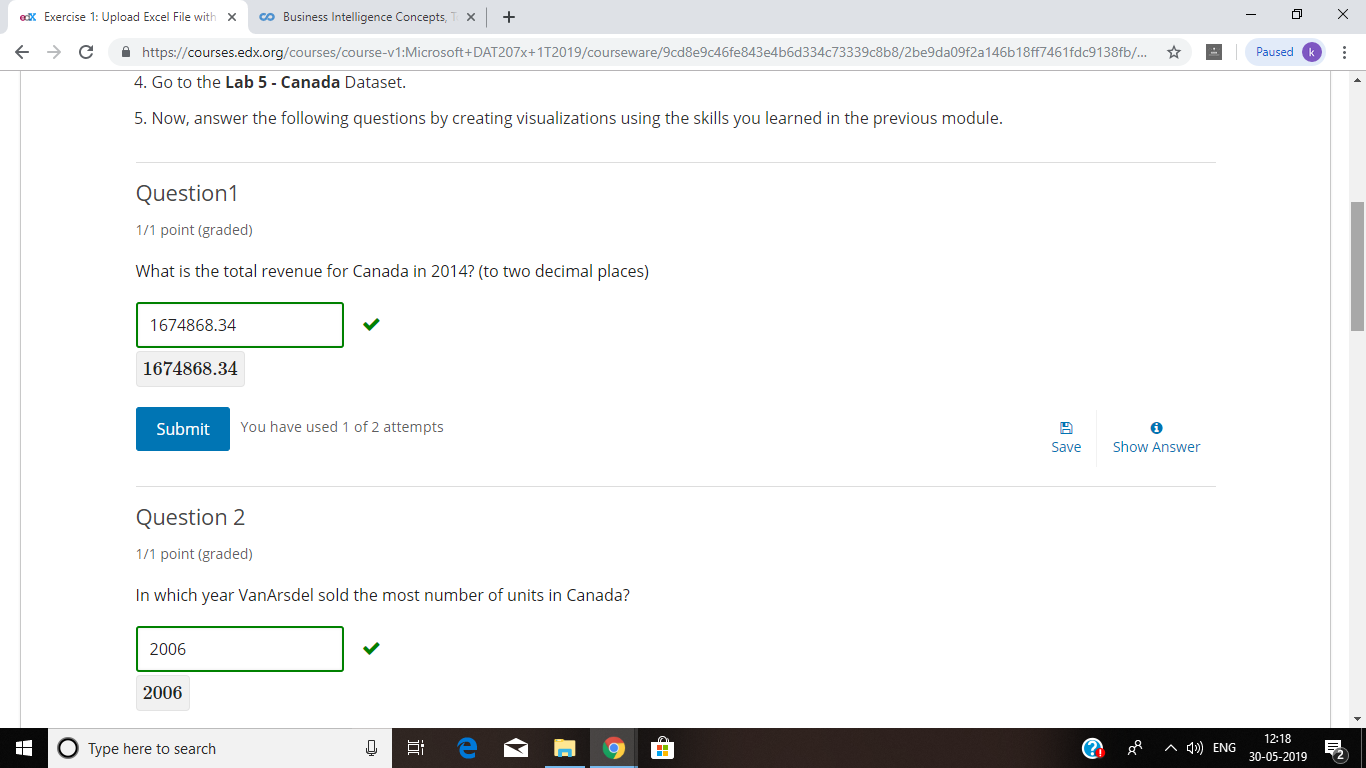 edX Exercise 1: Upload Excel File with
Business Intelligence Concepts,
https://courses.edx.org/courses/course-v1:Microsoft+DAT207x+1T2019/courseware/9cd8e9c46fe843e4b6d334c73339c8b8/2be9da09f2a146b18ff7461fdc9138fb/...
Paused k
4. Go to the Lab 5 - Canada Dataset.
5. Now, answer the following questions by creating visualizations using the skills you learned in the previous module.
Question1
1/1 point (graded)
What is the total revenue for Canada in 2014? (to two decimal places)
1674868.34
1674868.34
Submit You have used 1 of 2 attempts
Save Show Answer
Question 2
1/1 point (graded)
In which year VanArsdel sold the most number of units in Canada?
2006
2006
Type here to search
ENG
12:18
30-05-2019
2